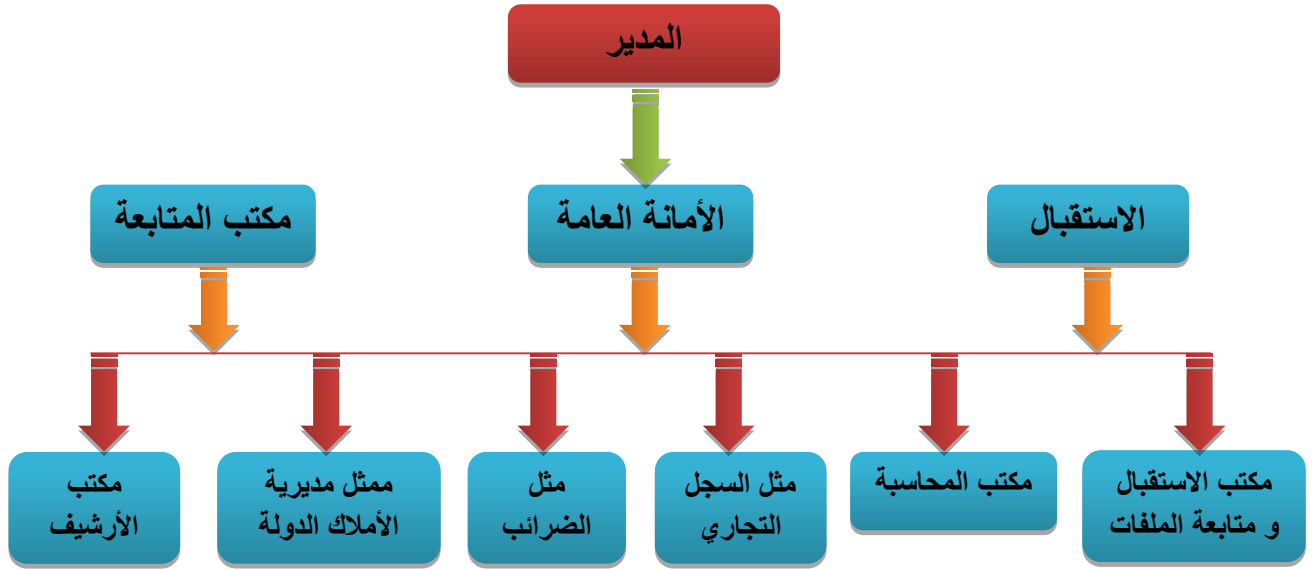 المدير
الاستقبال
الأمانة العامة
مكتب المتابعة
مكتب الاستقبال
و متابعة الملفات
مكتب المحاسبة
مثل السجل
التجاري
مثل
الضرائب
ممثل مديرية
الأملاك الدولة
مكتب
الأرشيف